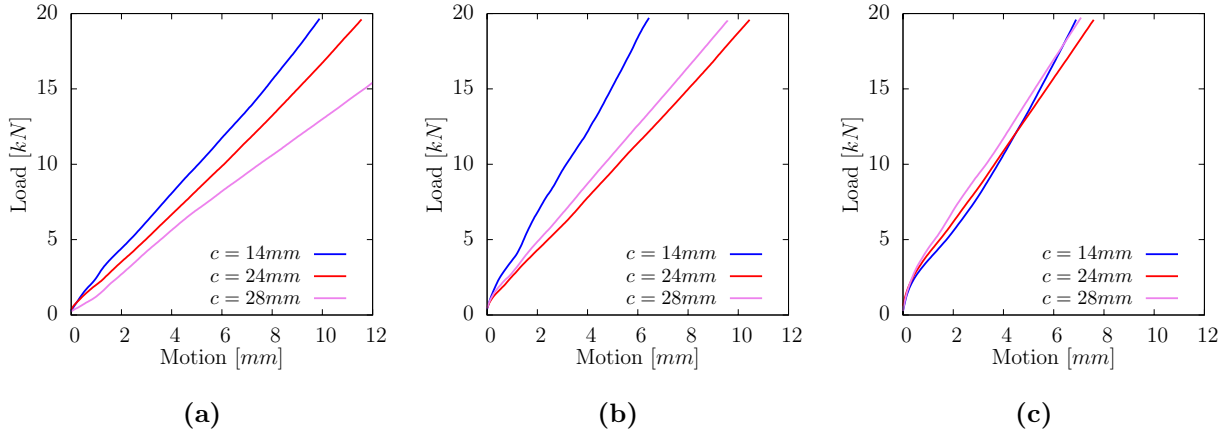 20
15
10
5
0
0 2 4 6 8 10 12
Load [kN]
Motion [mm]
c = 14mm
c = 24mm
c = 28mm
(a)
20
15
10
5
0
0 2 4 6 8 10 12
Load [kN]
Motion [mm]
c = 14mm
c = 24mm
c = 28mm
(b)
20
15
10
5
0
0 2 4 6 8 10 12
Load [kN]
Motion [mm]
c = 14mm
c = 24mm
c = 28mm
(c)